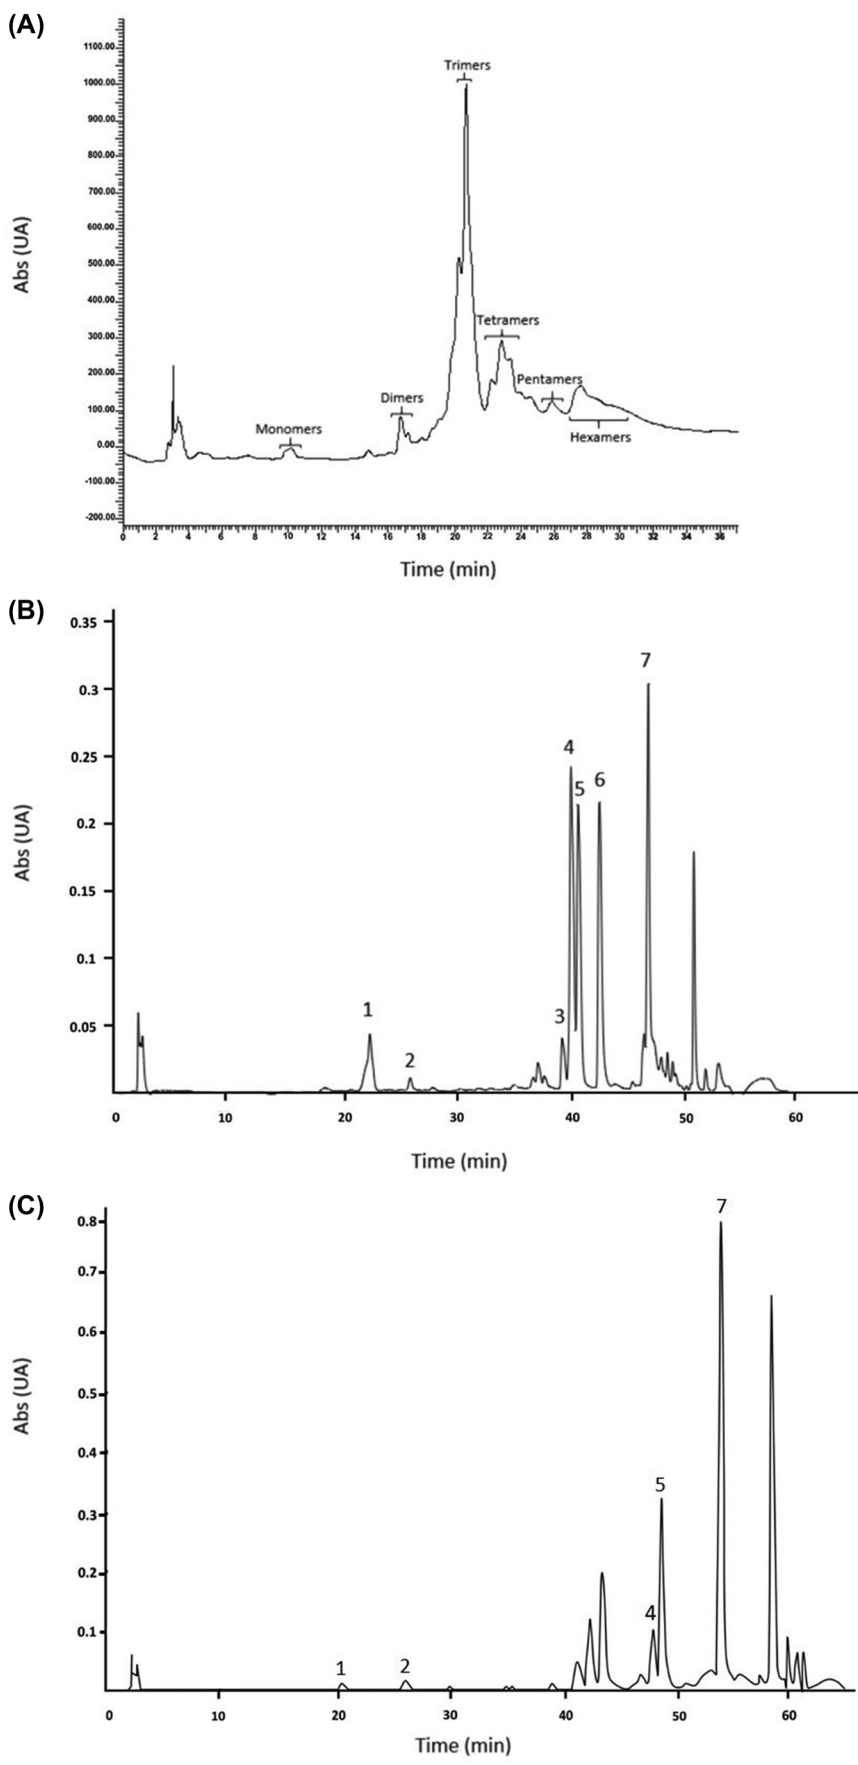 (A)
1100.00
Trimers
1000.00
900.00
800.00
700.00
600.00
Abs (UA)
500.00
400.00
300.00
Tetramers
200.00
Pentamers
Dimers
100.00
Monomers
Hexamers
0.00
-100.00
-200.00
0 2 4 6 8 10 12 14 16 18 20 22 24 26 28 30 32 34 36
Time (min)
(B)
0.35
7
0.3
4
0.25
5 6
0.2
Abs (UA)
0.15
0.1
1
3
0.05
2
0 10 20 30 40 50 60
Time (min)
(C)
7
0.8
0.7
0.6
Abs (UA)
0.5
0.4
5
0.3
0.2
4
0.1
1 2
0 10 20 30 40 50 60
Time (min)